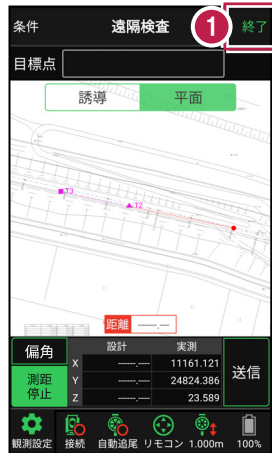 条件 遠隔検査 1 終了
目標点
誘導 平面
T3
T2
距離 -----.---
偏角 設計 実測
X -----.--- 11161.121
測距停止 Y -----.--- 24824.386 送信
Z -----.--- 23.589
観測設定 接続 自動追尾 リモコン 1.000m 100%